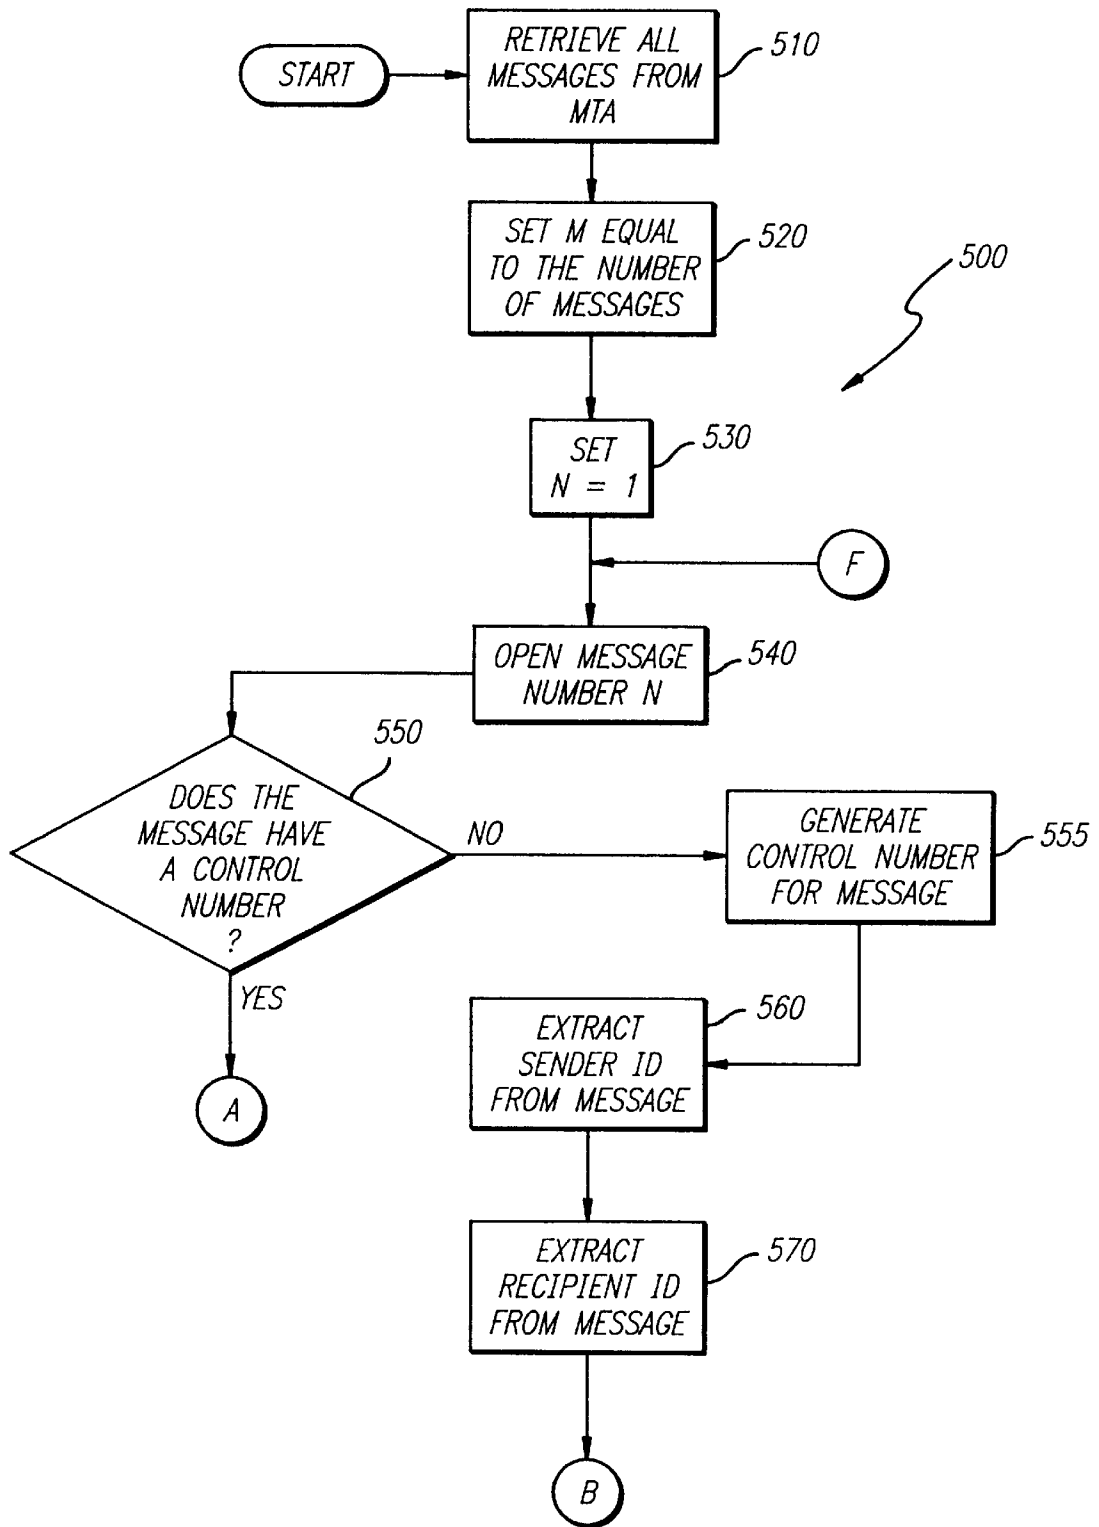 START
RETRIEVE ALL
MESSAGES FROM
MTA
510
SET M EQUAL
TO THE NUMBER
OF MESSAGES
520
500
SET
N = 1
530
F
OPEN MESSAGE
NUMBER N
540
550
DOES THE
MESSAGE HAVE
A CONTROL
NUMBER
?
NO
YES
GENERATE
CONTROL NUMBER
FOR MESSAGE
555
A
EXTRACT
SENDER ID
FROM MESSAGE
560
EXTRACT
RECIPIENT ID
FROM MESSAGE
570
B